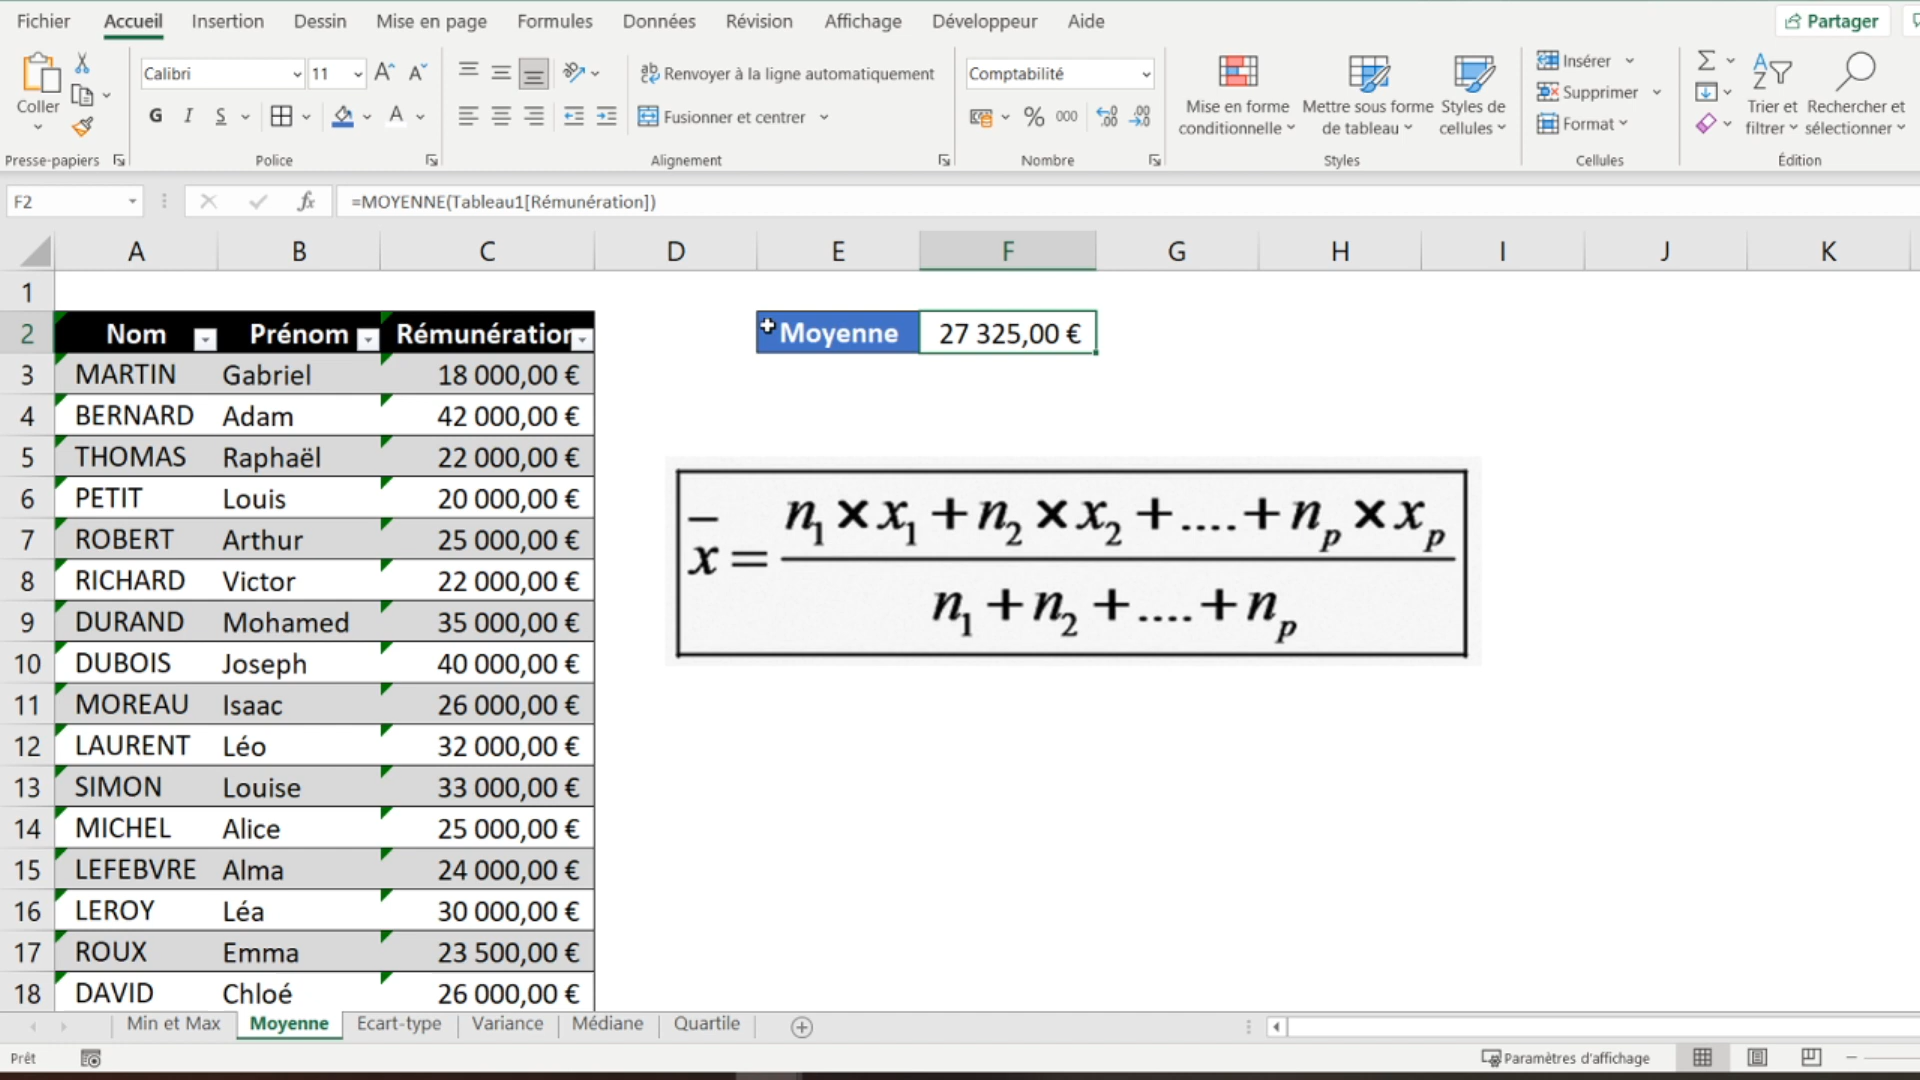 Fichier Accueil Insertion Dessin Mise en page Formules Données Révision Affichage Développeur Aide Partager
Coller
Presse-papiers
Calibri 11
G I S
Police
Renvoyer à la ligne automatiquement
Fusionner et centrer
Alignement
Comptabilité
% 000
Nombre
Mise en forme conditionnelle
Mettre sous forme de tableau
Styles de cellules
Styles
Insérer
Supprimer
Format
Cellules
Trier et filtrer
Rechercher et sélectionner
Édition
F2 fx =MOYENNE(Tableau1[Rémunération])
A B C D E F G H I J K
1
2 Nom Prénom Rémunération Moyenne 27 325,00 €
3 MARTIN Gabriel 18 000,00 €
4 BERNARD Adam 42 000,00 €
5 THOMAS Raphaël 22 000,00 €
6 PETIT Louis 20 000,00 €
7 ROBERT Arthur 25 000,00 €
8 RICHARD Victor 22 000,00 €
9 DURAND Mohamed 35 000,00 €
10 DUBOIS Joseph 40 000,00 €
11 MOREAU Isaac 26 000,00 €
12 LAURENT Léo 32 000,00 €
13 SIMON Louise 33 000,00 €
14 MICHEL Alice 25 000,00 €
15 LEFEBVRE Alma 24 000,00 €
16 LEROY Léa 30 000,00 €
17 ROUX Emma 23 500,00 €
18 DAVID Chloé 26 000,00 €
x̄ = (n₁ × x₁ + n₂ × x₂ + .... + nₚ × xₚ) / (n₁ + n₂ + .... + nₚ)
Min et Max Moyenne Ecart-type Variance Médiane Quartile
Prêt Paramètres d'affichage